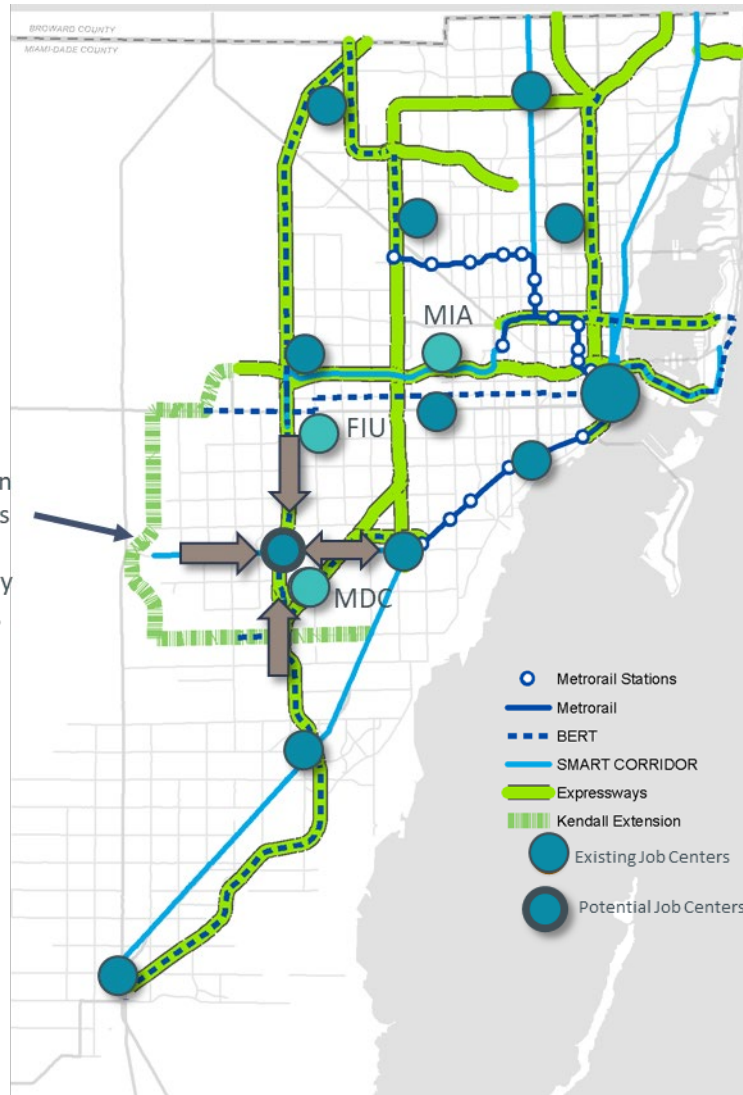 BROWARD COUNTY
MIAMI-DADE COUNTY
MIA
FIU
MDC
Metrorail Stations
Metrorail
BERT
SMART CORRIDOR
Expressways
Kendall Extension
Existing Job Centers
Potential Job Centers